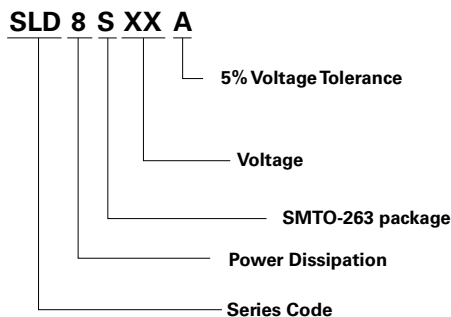 SLD 8 S XX A
5% Voltage Tolerance
Voltage
SMTO-263 package
Power Dissipation
Series Code